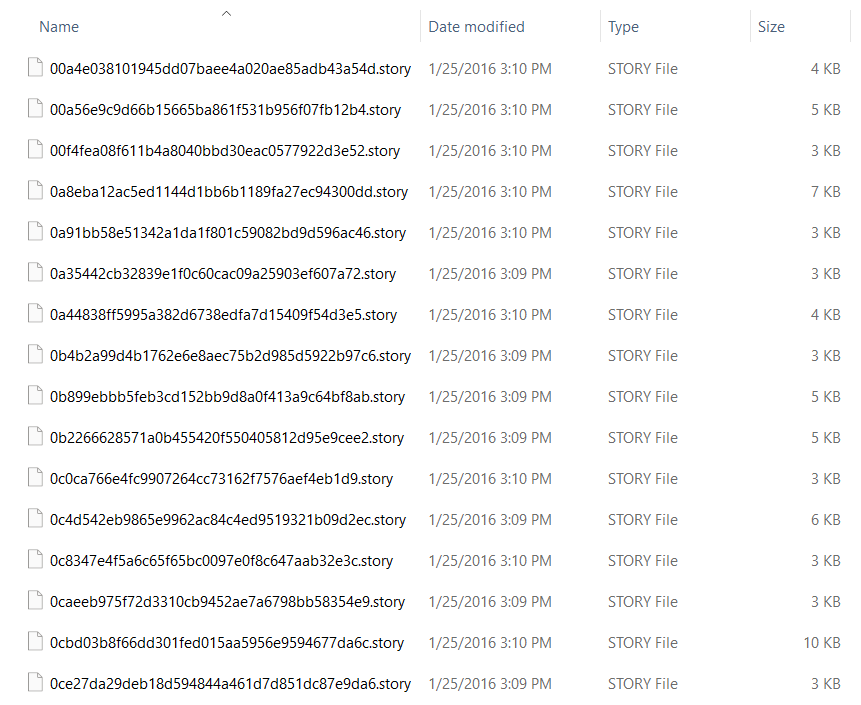 Name Date modified Type Size
00a4e038101945dd07baee4a020ae85adb43a54d.story 1/25/2016 3:10 PM STORY File 4 KB
00a56e9c9d66b15665ba861f531b956f07fb12b4.story 1/25/2016 3:10 PM STORY File 5 KB
00f4fea08f611b4a8040bbd30eac0577922d3e52.story 1/25/2016 3:10 PM STORY File 3 KB
0a8eba12ac5ed1144d1bb6b1189fa27ec94300dd.story 1/25/2016 3:10 PM STORY File 7 KB
0a91bb58e51342a1da1f801c59082bd9d596ac46.story 1/25/2016 3:10 PM STORY File 3 KB
0a35442cb32839e1f0c60cac09a25903ef607a72.story 1/25/2016 3:09 PM STORY File 3 KB
0a44838ff5995a382d6738edfa7d15409f54d3e5.story 1/25/2016 3:10 PM STORY File 4 KB
0b4b2a99d4b1762e6e8aec75b2d985d5922b97c6.story 1/25/2016 3:09 PM STORY File 3 KB
0b899ebbb5feb3cd152bb9d8a0f413a9c64bf8ab.story 1/25/2016 3:09 PM STORY File 5 KB
0b2266628571a0b455420f550405812d95e9cee2.story 1/25/2016 3:09 PM STORY File 5 KB
0c0ca766e4fc9907264cc73162f7576aef4eb1d9.story 1/25/2016 3:10 PM STORY File 3 KB
0c4d542eb9865e9962ac84c4ed9519321b09d2ec.story 1/25/2016 3:09 PM STORY File 6 KB
0c8347e4f5a6c65f65bc0097e0f8c647aab32e3c.story 1/25/2016 3:10 PM STORY File 3 KB
0caeeb975f72d3310cb9452ae7a6798bb58354e9.story 1/25/2016 3:09 PM STORY File 3 KB
0cbd03b8f66dd301fed015aa5956e9594677da6c.story 1/25/2016 3:10 PM STORY File 10 KB
0ce27da29deb18d594844a461d7d851dc87e9da6.story 1/25/2016 3:09 PM STORY File 3 KB